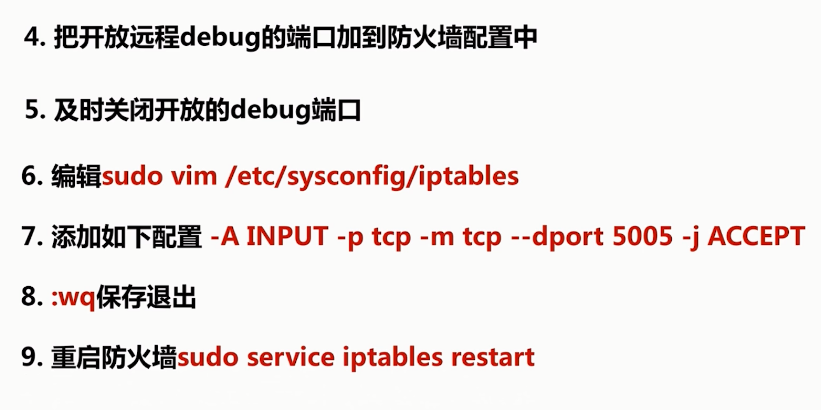 4. 把开放远程debug的端口加到防火墙配置中
5. 及时关闭开放的debug端口
6. 编辑sudo vim /etc/sysconfig/iptables
7. 添加如下配置 -A INPUT -p tcp -m tcp --dport 5005 -j ACCEPT
8. :wq保存退出
9. 重启防火墙sudo service iptables restart